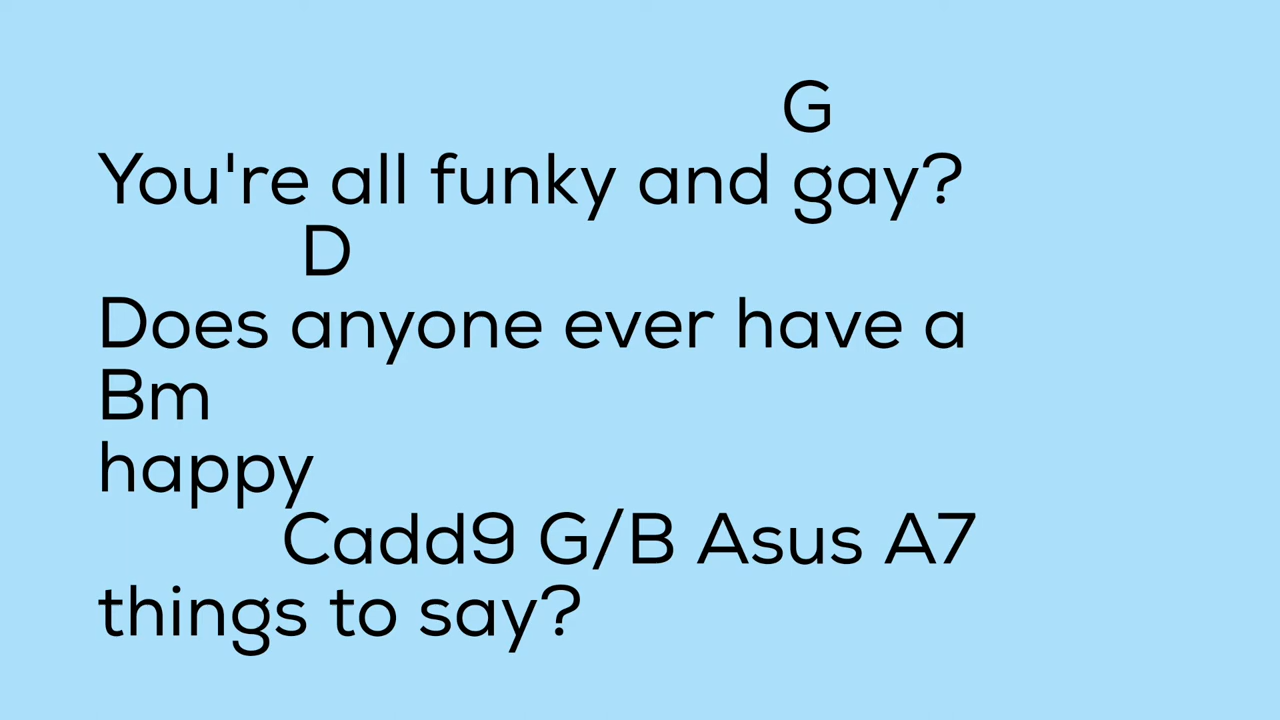 G
You're all funky and gay?
D
Does anyone ever have a
Bm
happy
Cadd9 G/B Asus A7
things to say?